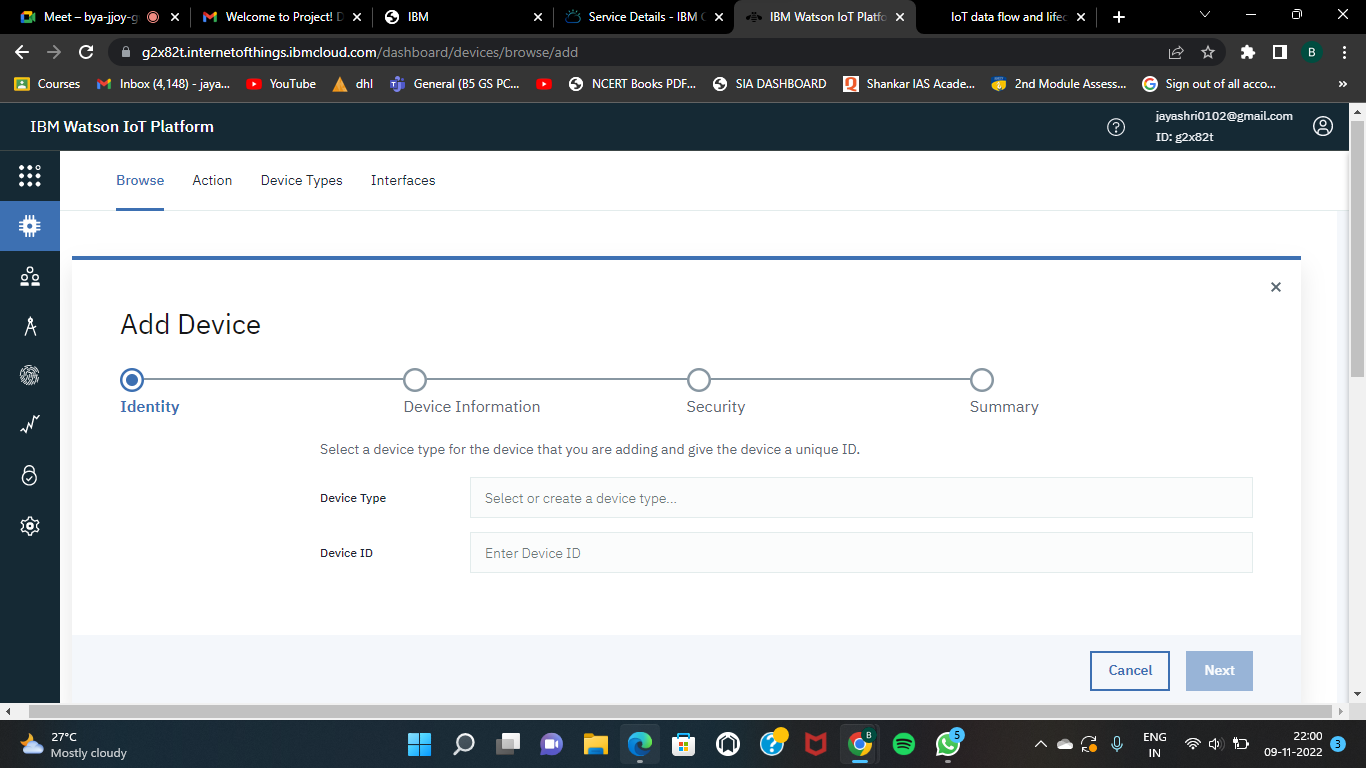 Meet – bya-jjoy-g
Welcome to Project! D
IBM
Service Details - IBM C
IBM Watson IoT Platfo
IoT data flow and lifec
g2x82t.internetofthings.ibmcloud.com/dashboard/devices/browse/add
B
Courses
Inbox (4,148) - jaya...
YouTube
dhl
General (B5 GS PC...
NCERT Books PDF...
SIA DASHBOARD
Shankar IAS Acade...
2nd Module Assess...
Sign out of all acco...
»
IBM Watson IoT Platform
jayashri0102@gmail.com
ID: g2x82t
Browse
Action
Device Types
Interfaces
Add Device
Identity
Device Information
Security
Summary
Select a device type for the device that you are adding and give the device a unique ID.
Device Type
Select or create a device type...
Device ID
Enter Device ID
Cancel
Next
27°C
Mostly cloudy
B
5
ENG
IN
22:00
09-11-2022
3